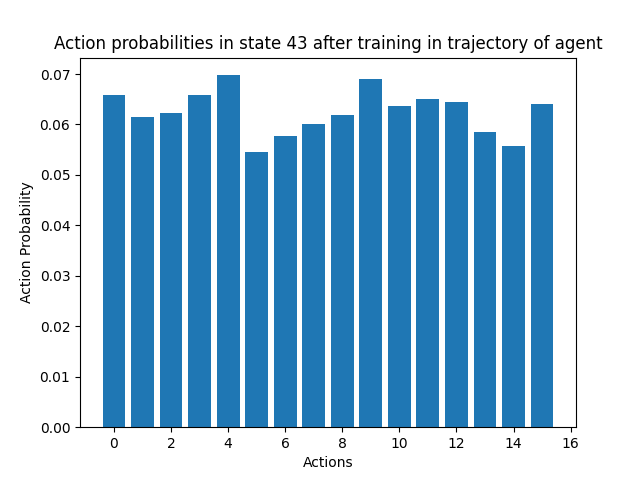 Action probabilities in state 43 after training in trajectory of agent
0.07
0.06
0.05
0.04
0.03
0.02
0.01
0.00
Action Probability
0 2 4 6 8 10 12 14 16
Actions